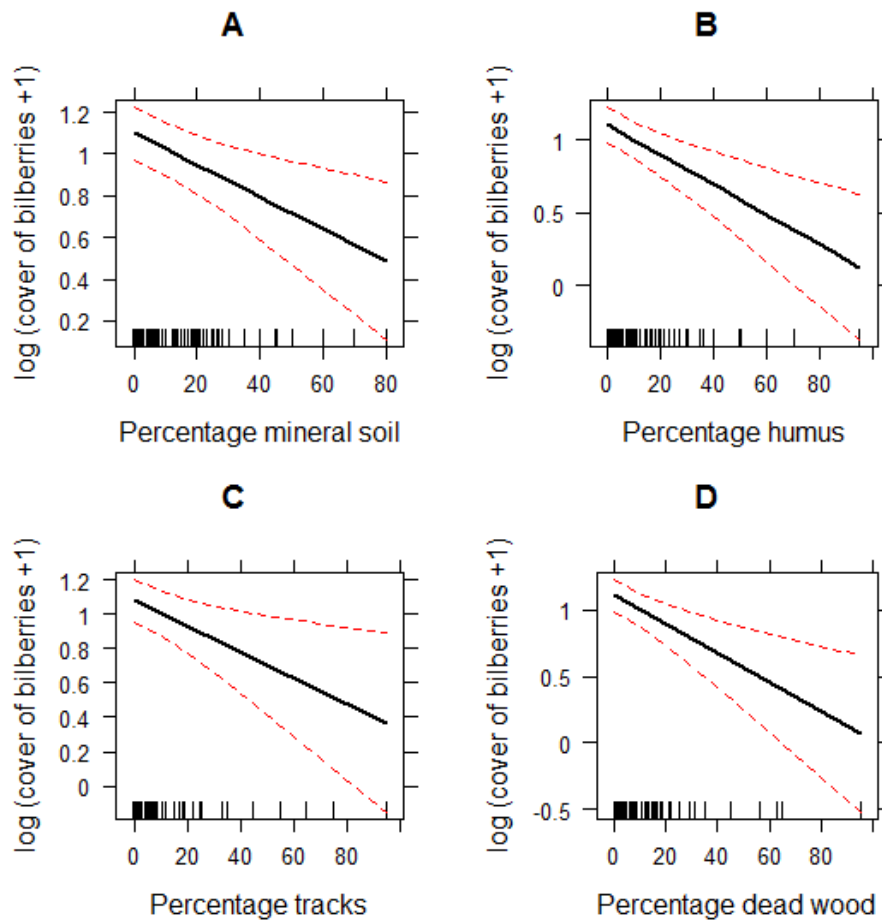 A
log (cover of bilberries +1)
1.2
1
0.8
0.6
0.4
0.2
0 20 40 60 80
Percentage mineral soil
B
log (cover of bilberries +1)
1
0.5
0
0 20 40 60 80
Percentage humus
C
log (cover of bilberries +1)
1.2
1
0.8
0.6
0.4
0.2
0
0 20 40 60 80
Percentage tracks
D
log (cover of bilberries +1)
1
0.5
0
-0.5
0 20 40 60 80
Percentage dead wood